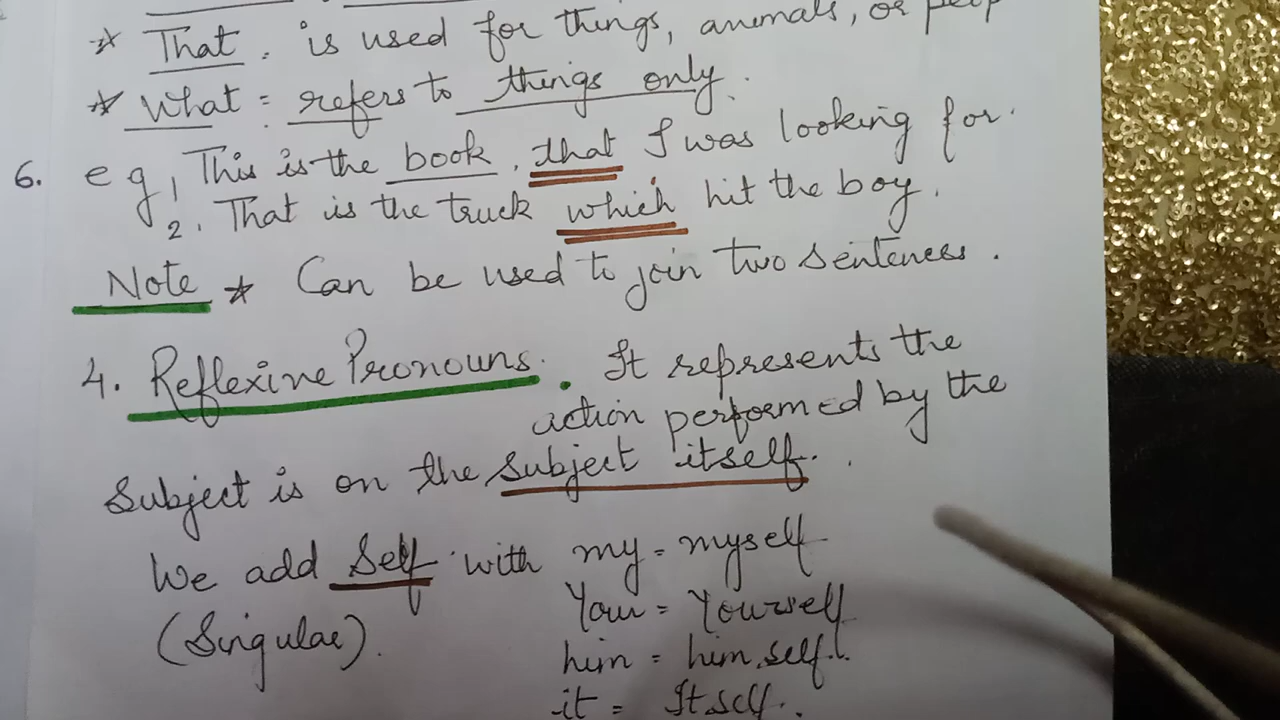 * That . is used for things, animals, or peop
* What = refers to things only.
6. eg, 1 This is the book, that I was looking for.
2. That is the truck which hit the boy.
Note * Can be used to join two sentences.
4. Reflexive Pronouns. It represents the
action performed by the
Subject is on the subject itself.
We add Self with my = myself
(Singular). Your = Yourself
him = himself.
it = Itself.